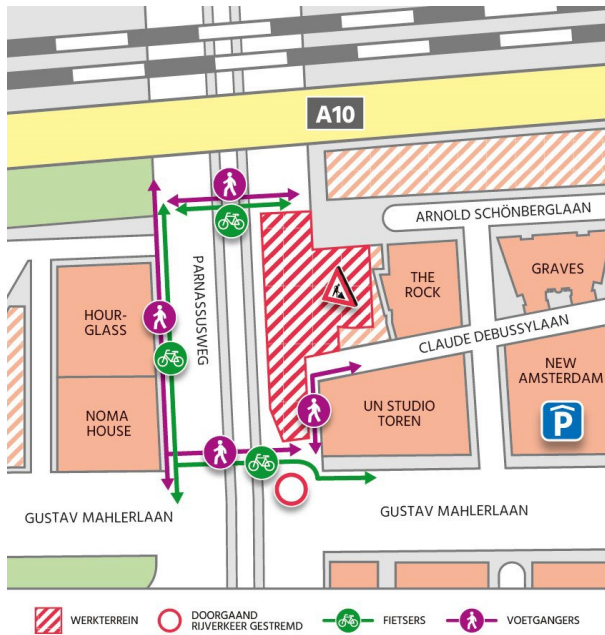 A10
ARNOLD SCHÖNBERGLAAN
PARNASSUSWEG
THE
ROCK
GRAVES
HOUR-
GLASS
CLAUDE DEBUSSYLAAN
NEW
AMSTERDAM
NOMA
HOUSE
UN STUDIO
TOREN
P
GUSTAV MAHLERLAAN
GUSTAV MAHLERLAAN
WERKTERREIN
DOORGAAND
RIJVERKEER GESTREMD
FIETSERS
VOETGANGERS